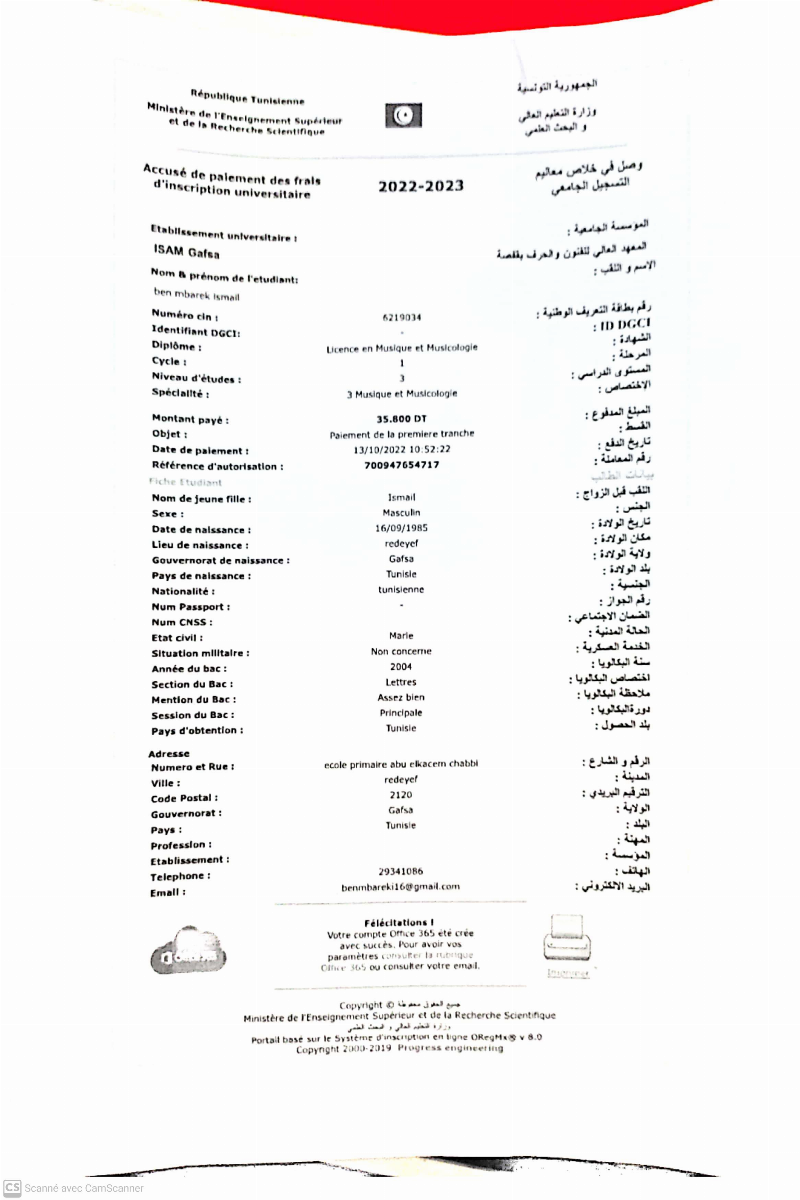 République Tunisienne
Ministère de l'Enseignement Supérieur
et de la Recherche Scientifique
الجمهورية التونسية
وزارة التعليم العالي
و البحث العلمي
Accusé de paiement des frais
d'inscription universitaire
2022-2023
وصل في خلاص معاليم
التسجيل الجامعي
Etablissement universitaire : المؤسسة الجامعية :
ISAM Gafsa المعهد العالي للفنون والحرف بقفصة
Nom & prénom de l'etudiant: الاسم و اللقب :
ben mbarek ismail
Numéro cin : 6219034 رقم بطاقة التعريف الوطنية :
Identifiant DGCI: - ID DGCI :
Diplôme : Licence en Musique et Musicologie الشهادة :
Cycle : 1 المرحلة :
Niveau d'études : 3 المستوى الدراسي :
Spécialité : 3 Musique et Musicologie الاختصاص :
Montant payé : 35.800 DT المبلغ المدفوع :
Objet : Paiement de la premiere tranche القسط :
Date de paiement : 13/10/2022 10:52:22 تاريخ الدفع :
Référence d'autorisation : 700947654717 رقم المعاملة :
Fiche Etudiant بيانات الطالب
Nom de jeune fille : Ismail اللقب قبل الزواج :
Sexe : Masculin الجنس :
Date de naissance : 16/09/1985 تاريخ الولادة :
Lieu de naissance : redeyef مكان الولادة :
Gouvernorat de naissance : Gafsa ولاية الولادة :
Pays de naissance : Tunisie بلد الولادة :
Nationalité : tunisienne الجنسية :
Num Passport : - رقم الجواز :
Num CNSS : الضمان الاجتماعي :
Etat civil : Marie الحالة المدنية :
Situation militaire : Non concerne الخدمة العسكرية :
Année du bac : 2004 سنة البكالوريا :
Section du Bac : Lettres اختصاص البكالوريا :
Mention du Bac : Assez bien ملاحظة البكالوريا :
Session du Bac : Principale دورة البكالوريا :
Pays d'obtention : Tunisie بلد الحصول :
Adresse
Numero et Rue : ecole primaire abu elkacem chabbi الرقم و الشارع :
Ville : redeyef المدينة :
Code Postal : 2120 الترقيم البريدي :
Gouvernorat : Gafsa الولاية :
Pays : Tunisie البلد :
Profession : المهنة :
Etablissement : المؤسسة :
Telephone : 29341086 الهاتف :
Email : benmbareki16@gmail.com البريد الالكتروني :
Félécitations !
Votre compte Office 365 été crée
avec succés. Pour avoir vos
paramètres consulter la rubrique
Office 365 ou consulter votre email.
Imprimer
Copyright © جميع الحقوق محفوظة
Ministère de l'Enseignement Supérieur et de la Recherche Scientifique
وزارة التعليم العالي و البحث العلمي
Portail basé sur le Système d'inscription en ligne ORegMx® v 8.0
Copyright 2000-2019 Progress engineering
CS Scanné avec CamScanner